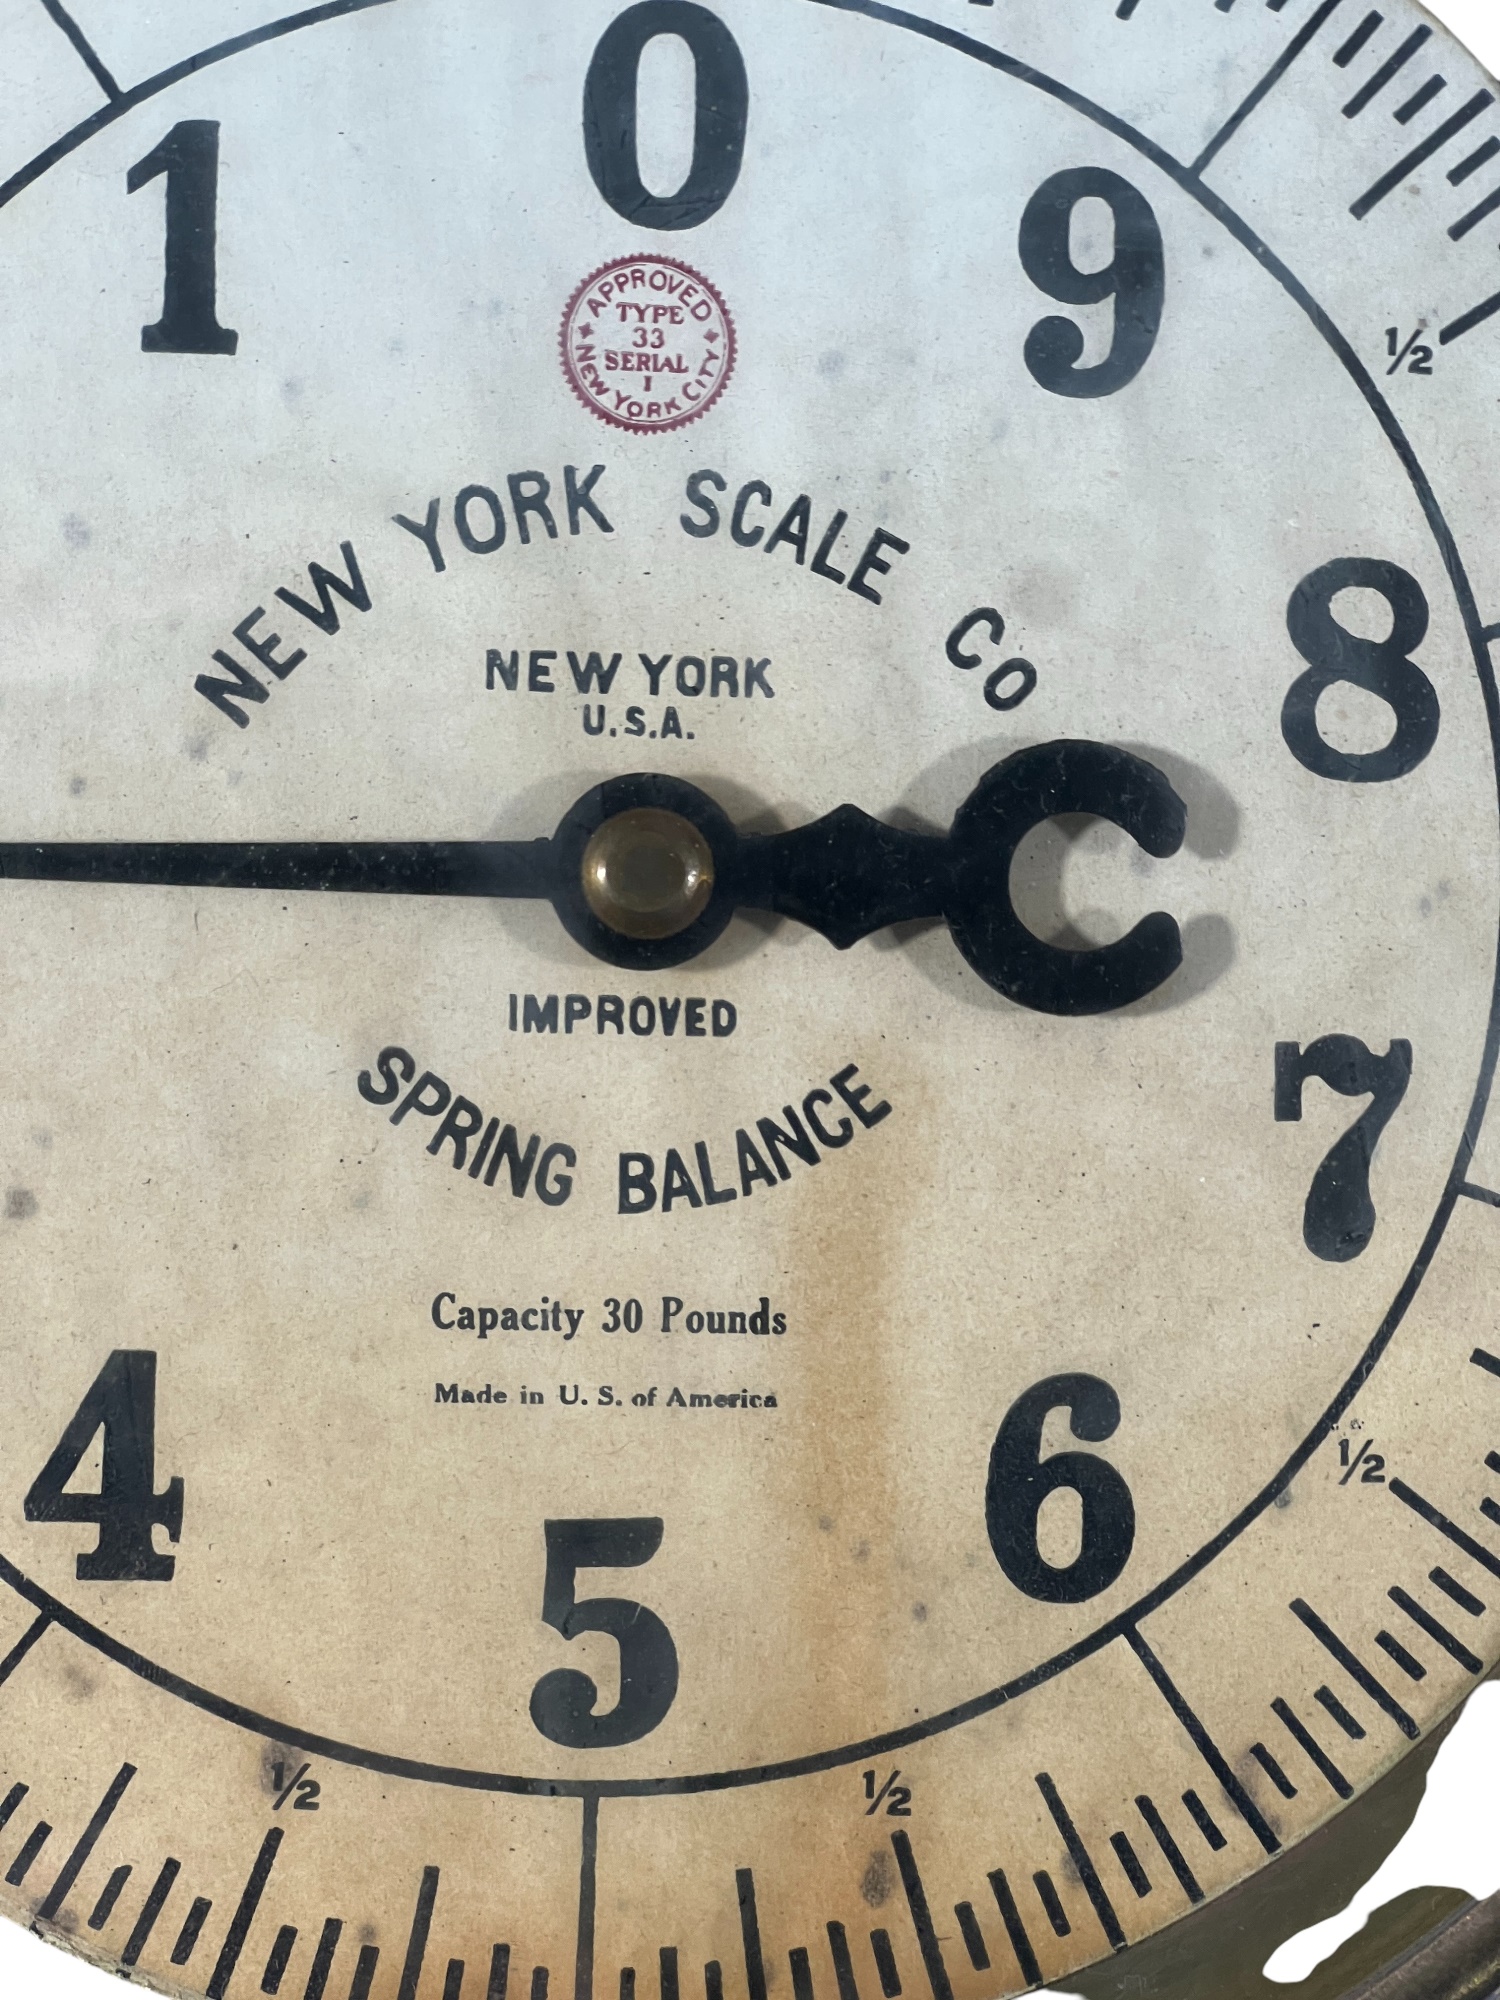 0
1
9
APPROVED
TYPE
33
SERIAL
1
NEW YORK CITY
½
NEW YORK SCALE CO
8
NEW YORK
U.S.A.
IMPROVED
SPRING BALANCE
7
Capacity 30 Pounds
Made in U. S. of America
4
6
½
5
½
½